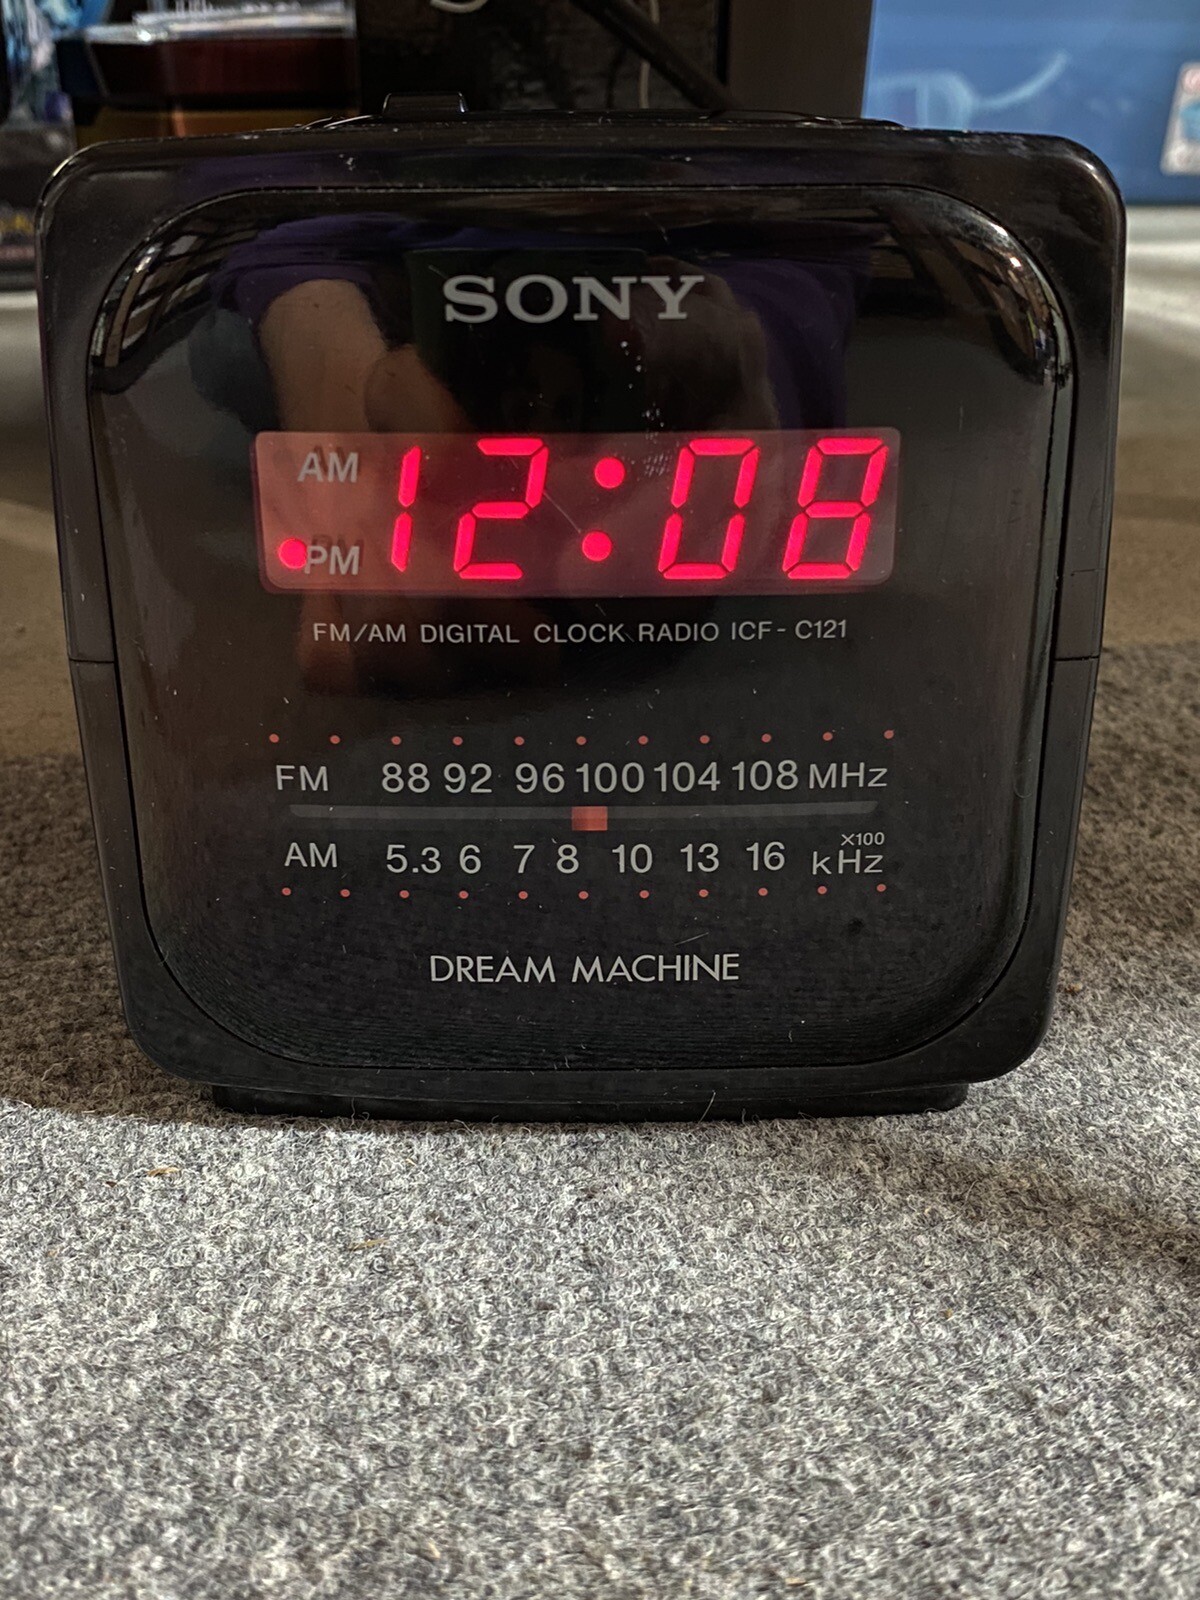 SONY
AM
12:08
PM
FM/AM DIGITAL CLOCK RADIO ICF-C121
FM 88 92 96 100 104 108 MHz
AM 5.3 6 7 8 10 13 16 x100 kHz
DREAM MACHINE